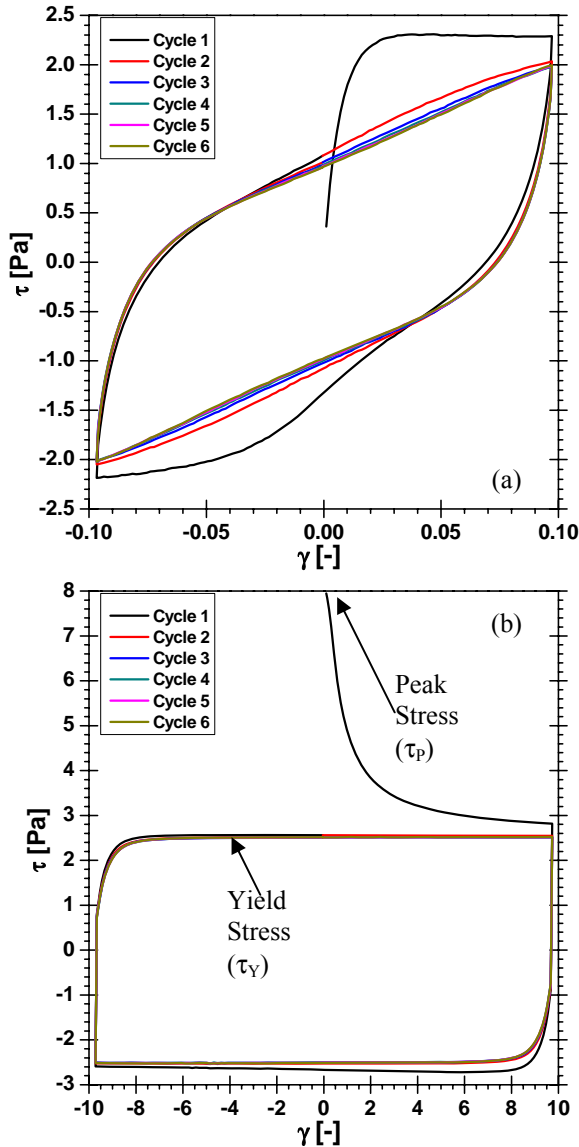 2.5
2.0
1.5
1.0
0.5
0.0
-0.5
-1.0
-1.5
-2.0
-2.5
τ [Pa]
Cycle 1
Cycle 2
Cycle 3
Cycle 4
Cycle 5
Cycle 6
(a)
-0.10 -0.05 0.00 0.05 0.10
γ [-]
8
7
6
5
4
3
2
1
0
-1
-2
-3
τ [Pa]
Cycle 1
Cycle 2
Cycle 3
Cycle 4
Cycle 5
Cycle 6
(b)
Peak
Stress
(τP)
Yield
Stress
(τY)
-10 -8 -6 -4 -2 0 2 4 6 8 10
γ [-]